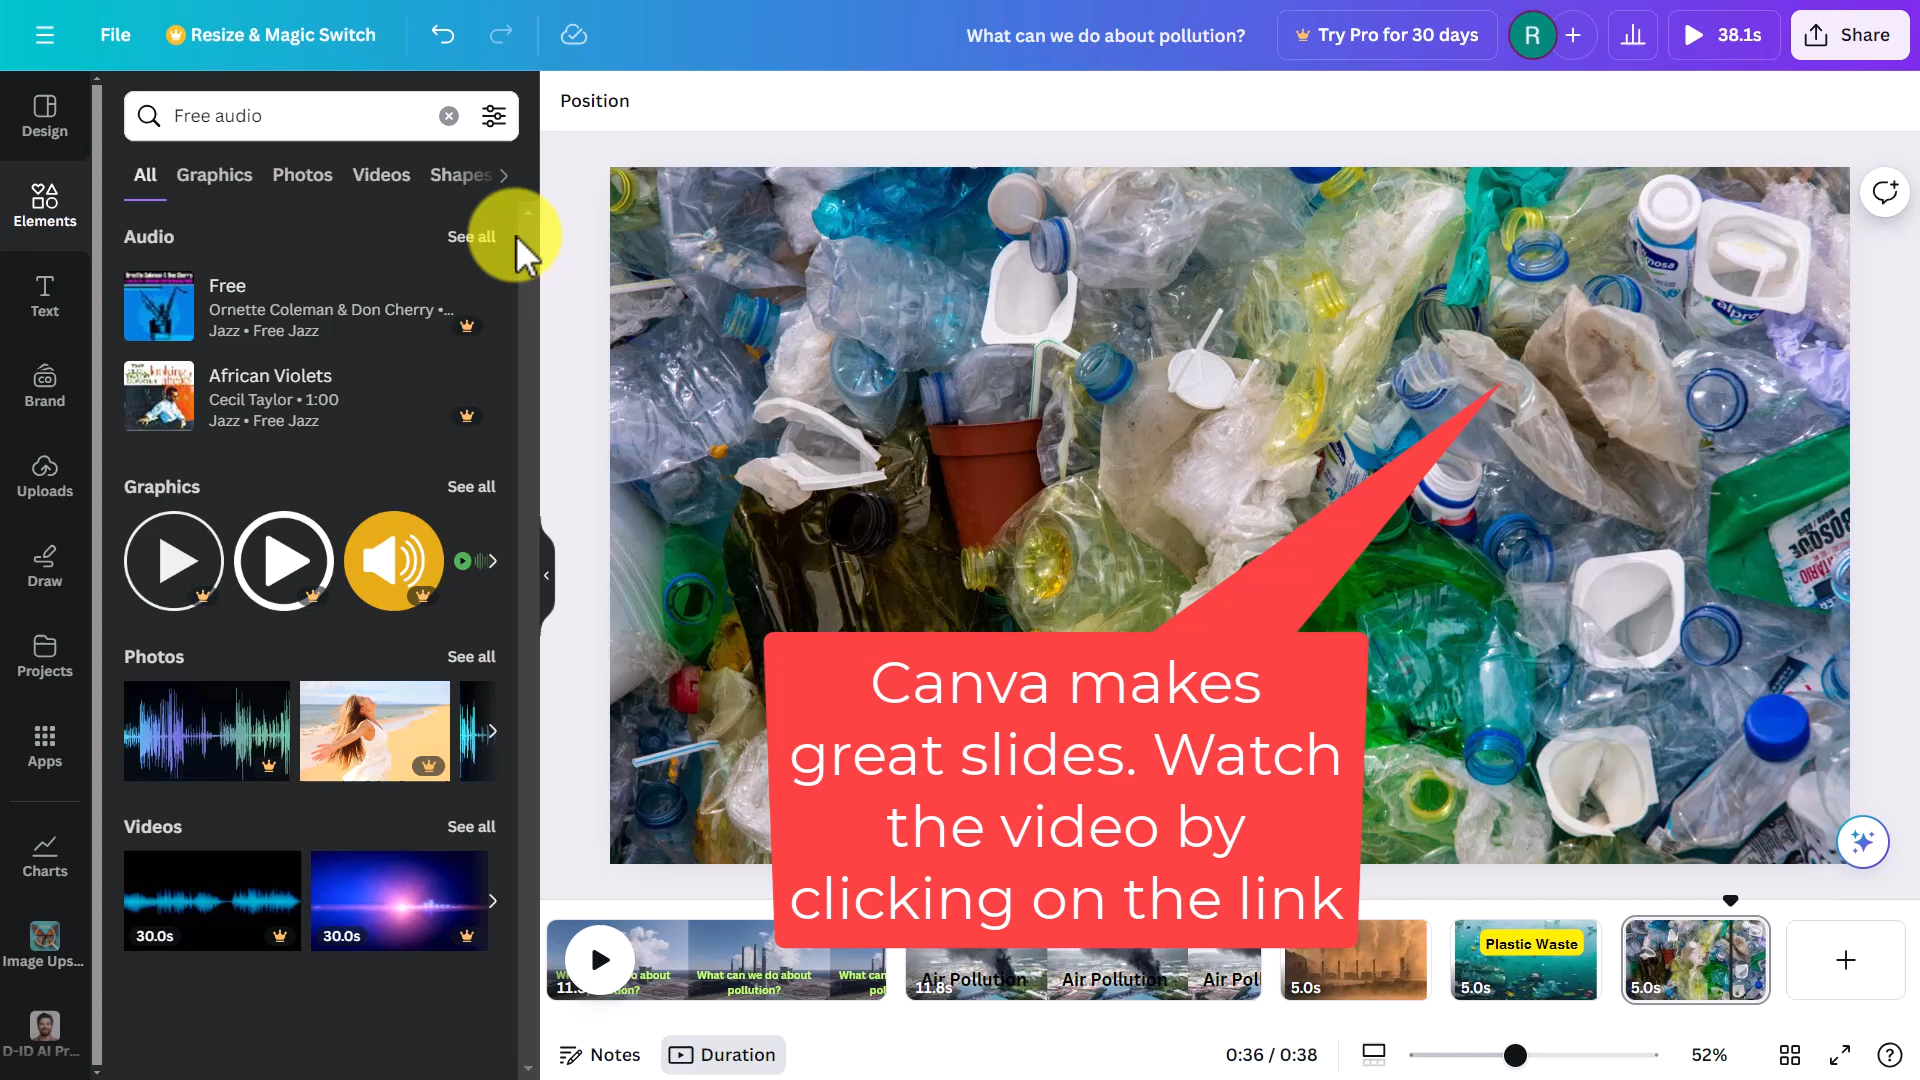 File
Resize & Magic Switch
What can we do about pollution?
Try Pro for 30 days
R
38.1s
Share
Design
Elements
Text
Brand
Uploads
Draw
Projects
Apps
Charts
Image Ups...
D-ID AI Pr...
Free audio
All
Graphics
Photos
Videos
Shapes
Audio
See all
Free
Ornette Coleman & Don Cherry •...
Jazz • Free Jazz
African Violets
Cecil Taylor • 1:00
Jazz • Free Jazz
Graphics
See all
Photos
See all
Videos
See all
30.0s
30.0s
Position
Canva makes
great slides. Watch
the video by
clicking on the link
What can we do about
pollution?
Air Pollution
Air Pollution
Air Pol
11.8s
5.0s
Plastic Waste
5.0s
5.0s
Notes
Duration
0:36 / 0:38
52%